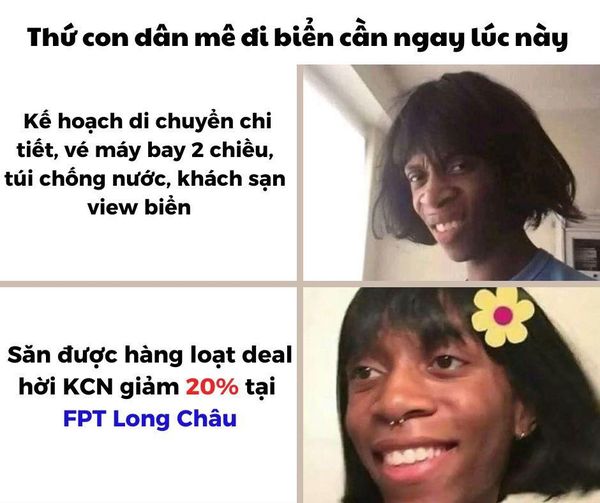 Thứ con dân mê đi biển cần ngay lúc này
Kế hoạch di chuyển chi
tiết, vé máy bay 2 chiều,
túi chống nước, khách sạn
view biển
Săn được hàng loạt deal
hời KCN giảm 20% tại
FPT Long Châu